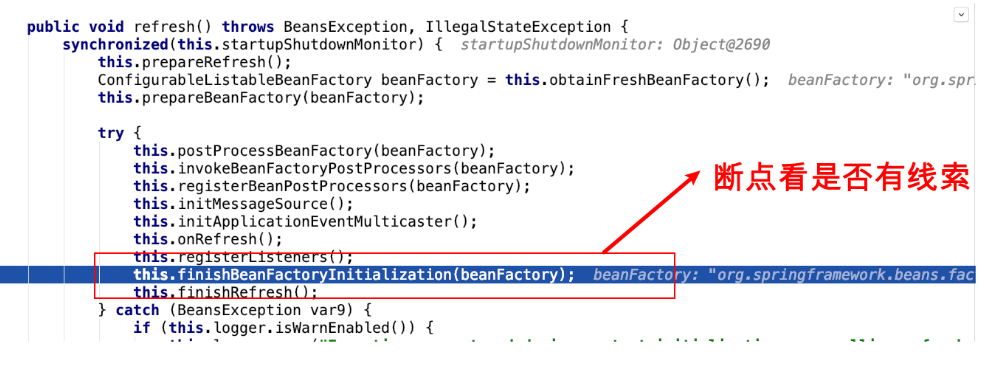 public void refresh() throws BeansException, IllegalStateException {
synchronized(this.startupShutdownMonitor) { startupShutdownMonitor: Object@2690
this.prepareRefresh();
ConfigurableListableBeanFactory beanFactory = this.obtainFreshBeanFactory(); beanFactory: "org.spri
this.prepareBeanFactory(beanFactory);
try {
this.postProcessBeanFactory(beanFactory);
this.invokeBeanFactoryPostProcessors(beanFactory);
this.registerBeanPostProcessors(beanFactory);
断点看是否有线索
this.initMessageSource();
this.initApplicationEventMulticaster();
this.onRefresh();
this.registerListeners();
this.finishBeanFactoryInitialization(beanFactory); beanFactory: "org.springframework.beans.fac
this.finishRefresh();
} catch (BeansException var9) {
if (this.logger.isWarnEnabled()) {